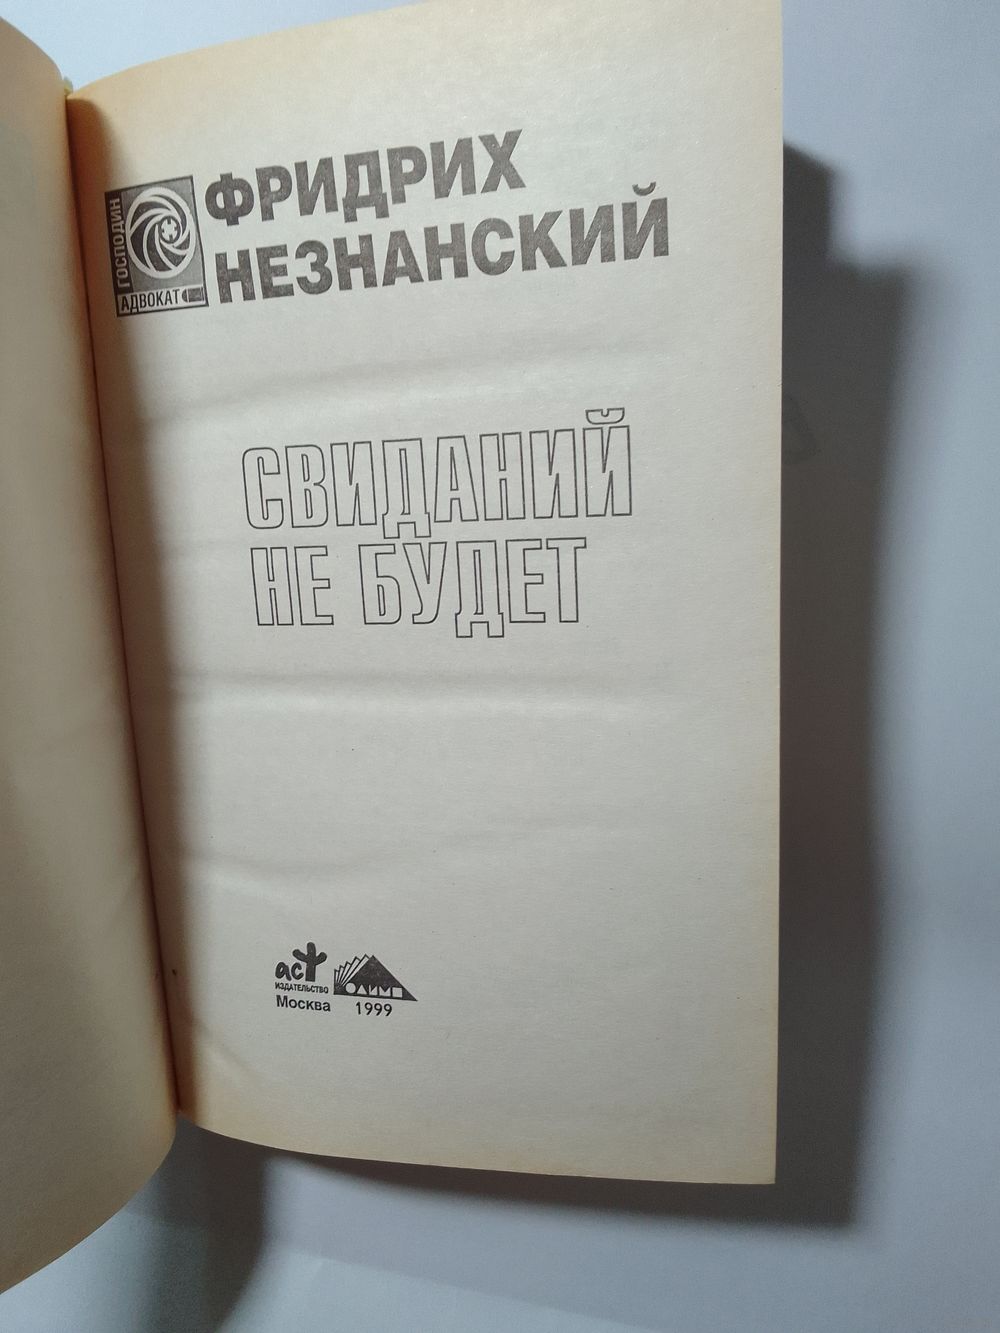 ГОСПОДИН
АДВОКАТ
ФРИДРИХ
НЕЗНАНСКИЙ
СВИДАНИЙ
НЕ БУДЕТ
аст
ИЗДАТЕЛЬСТВО
Москва
ОЛИМП
1999